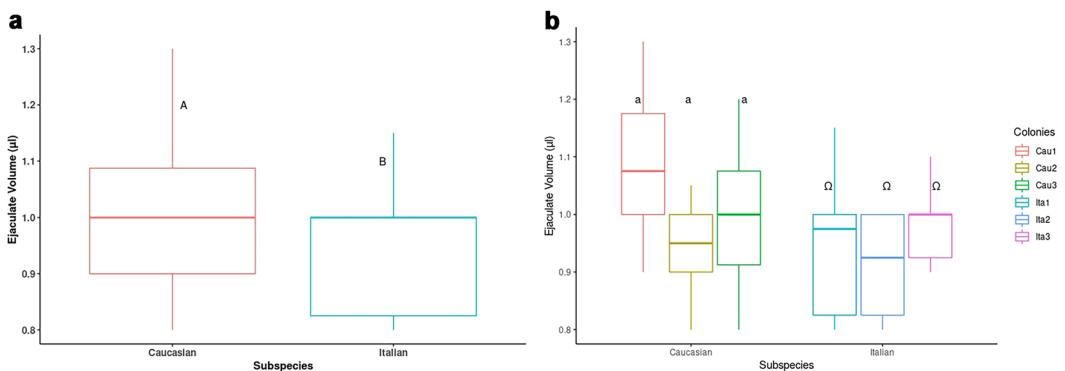 a
Ejaculate Volume (µl)
1.3
1.2
1.1
1.0
0.9
0.8
A
B
Caucasian Italian
Subspecies
b
Ejaculate Volume (µl)
1.3
1.2
1.1
1.0
0.9
0.8
a a a
Ω Ω Ω
Caucasian Italian
Subspecies
Colonies
Cau1
Cau2
Cau3
Ita1
Ita2
Ita3